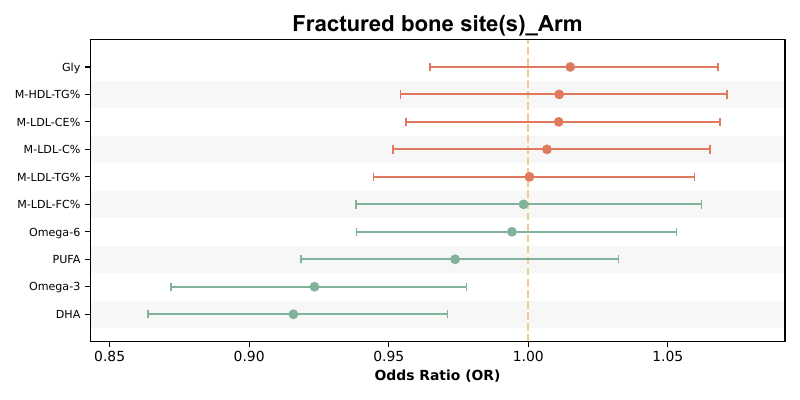 Fractured bone site(s)_Arm
Gly
M-HDL-TG%
M-LDL-CE%
M-LDL-C%
M-LDL-TG%
M-LDL-FC%
Omega-6
PUFA
Omega-3
DHA
0.85 0.90 0.95 1.00 1.05
Odds Ratio (OR)